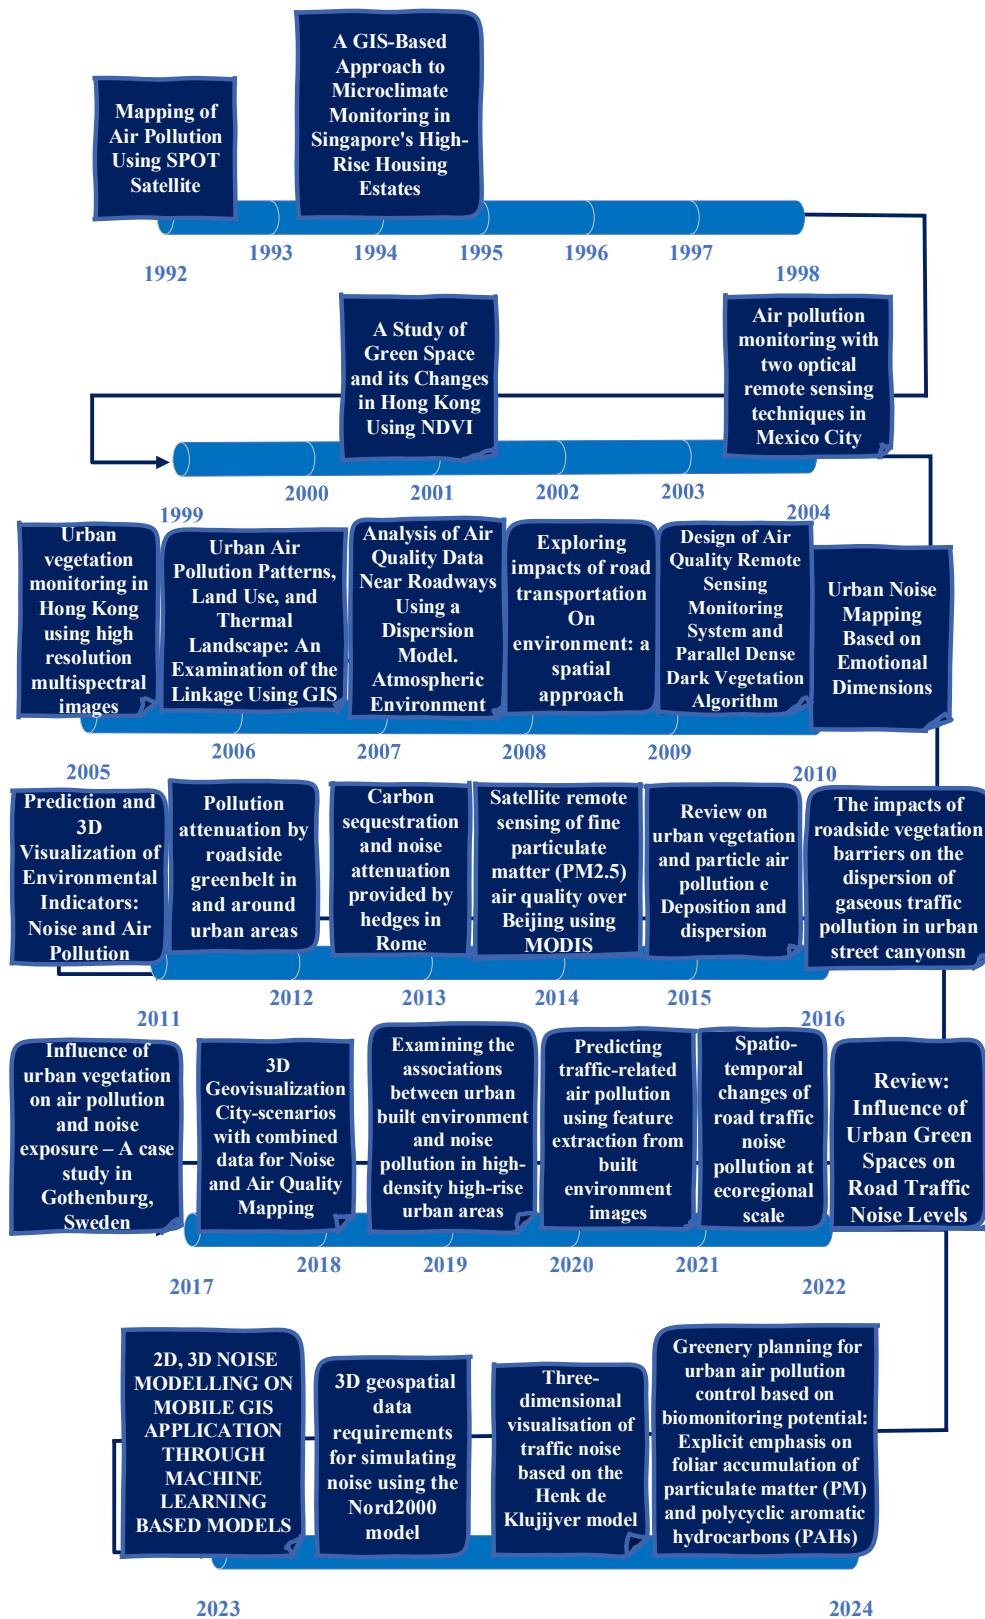 Mapping of
Air Pollution
Using SPOT
Satellite
A GIS-Based
Approach to
Microclimate
Monitoring in
Singapore's High-
Rise Housing
Estates
1992
1993
1994
1995
1996
1997
1998
A Study of
Green Space
and its Changes
in Hong Kong
Using NDVI
Air pollution
monitoring with
two optical
remote sensing
techniques in
Mexico City
1999
2000
2001
2002
2003
2004
Urban
vegetation
monitoring in
Hong Kong
using high
resolution
multispectral
images
Urban Air
Pollution Patterns,
Land Use, and
Thermal
Landscape: An
Examination of the
Linkage Using GIS
Analysis of Air
Quality Data
Near Roadways
Using a
Dispersion
Model.
Atmospheric
Environment
Exploring
impacts of road
transportation
On
environment: a
spatial
approach
Design of Air
Quality Remote
Sensing
Monitoring
System and
Parallel Dense
Dark Vegetation
Algorithm
Urban Noise
Mapping
Based on
Emotional
Dimensions
2005
2006
2007
2008
2009
2010
Prediction and
3D
Visualization of
Environmental
Indicators:
Noise and Air
Pollution
Pollution
attenuation by
roadside
greenbelt in
and around
urban areas
Carbon
sequestration
and noise
attenuation
provided by
hedges in
Rome
Satellite remote
sensing of fine
particulate
matter (PM2.5)
air quality over
Beijing using
MODIS
Review on
urban vegetation
and particle air
pollution e
Deposition and
dispersion
The impacts of
roadside vegetation
barriers on the
dispersion of
gaseous traffic
pollution in urban
street canyonsn
2011
2012
2013
2014
2015
2016
Influence of
urban vegetation
on air pollution
and noise
exposure – A case
study in
Gothenburg,
Sweden
3D
Geovisualization
City-scenarios
with combined
data for Noise
and Air Quality
Mapping
Examining the
associations
between urban
built environment
and noise
pollution in high-
density high-rise
urban areas
Predicting
traffic-related
air pollution
using feature
extraction from
built
environment
images
Spatio-
temporal
changes of
road traffic
noise
pollution at
ecoregional
scale
Review:
Influence of
Urban Green
Spaces on
Road Traffic
Noise Levels
2017
2018
2019
2020
2021
2022
2D, 3D NOISE
MODELLING ON
MOBILE GIS
APPLICATION
THROUGH
MACHINE
LEARNING
BASED MODELS
3D geospatial
data
requirements
for simulating
noise using the
Nord2000
model
Three-
dimensional
visualisation of
traffic noise
based on the
Henk de
Klujijver model
Greenery planning for
urban air pollution
control based on
biomonitoring potential:
Explicit emphasis on
foliar accumulation of
particulate matter (PM)
and polycyclic aromatic
hydrocarbons (PAHs)
2023
2024